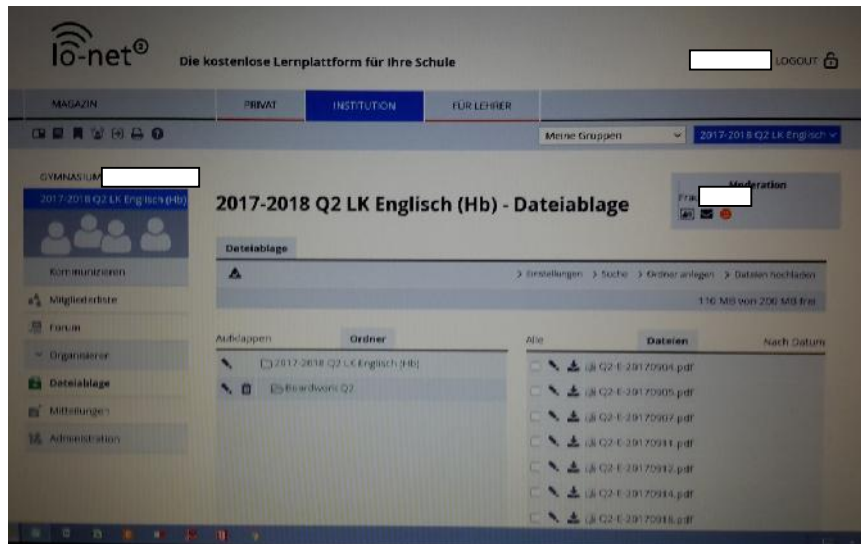 lo-net²
Die kostenlose Lernplattform für Ihre Schule
LOGOUT
MAGAZIN PRIVAT INSTITUTION FÜR LEHRER
Meine Gruppen 2017-2018 Q2 LK Englisch
GYMNASIUM
2017-2018 Q2 LK Englisch (Hb)
Moderation
Frau
2017-2018 Q2 LK Englisch (Hb) - Dateiablage
Dateiablage
Kommunizieren
Einstellungen Suche Ordner anlegen Dateien hochladen
Mitgliederliste
116 MB von 200 MB frei
Forum
Aufklappen Ordner Alle Dateien Nach Datum
Organisieren
2017-2018 Q2 LK Englisch (Hb)
Q2-E-20170904.pdf
Dateiablage
Boardwork Q2
Q2-E-20170905.pdf
Mitteilungen
Q2-E-20170907.pdf
Administration
Q2-E-20170911.pdf
Q2-E-20170912.pdf
Q2-E-20170914.pdf
Q2-E-20170918.pdf